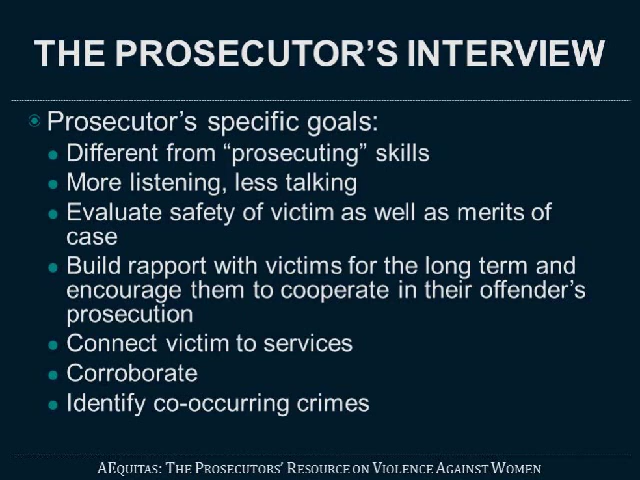 THE PROSECUTOR’S INTERVIEW
Prosecutor’s specific goals:
Different from “prosecuting” skills
More listening, less talking
Evaluate safety of victim as well as merits of
case
Build rapport with victims for the long term and
encourage them to cooperate in their offender’s
prosecution
Connect victim to services
Corroborate
Identify co-occurring crimes
AEQUITAS: THE PROSECUTORS’ RESOURCE ON VIOLENCE AGAINST WOMEN